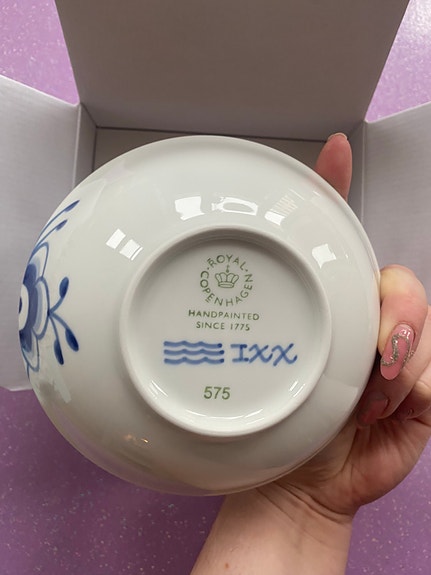 ROYAL
COPENHAGEN
HANDPAINTED
SINCE 1775
IXX
575